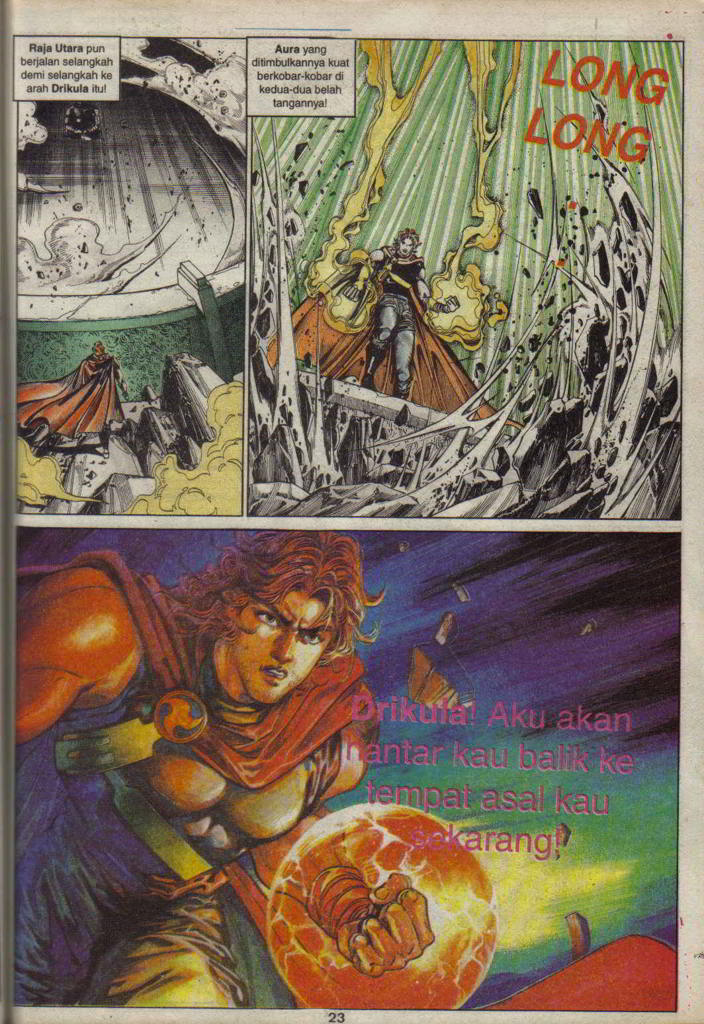 Raja Utara pun
berjalan selangkah
demi selangkah ke
arah Drikula itu!
Aura yang
ditimbulkannya kuat
berkobar-kobar di
kedua-dua belah
tangannya!
LONG
LONG
Drikula! Aku akan
hantar kau balik ke
tempat asal kau
sekarang!
23